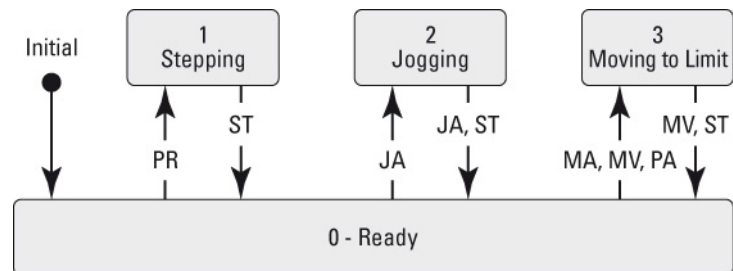 Initial
1
Stepping
2
Jogging
3
Moving to Limit
ST
PR
JA, ST
JA
MV, ST
MA, MV, PA
0 - Ready